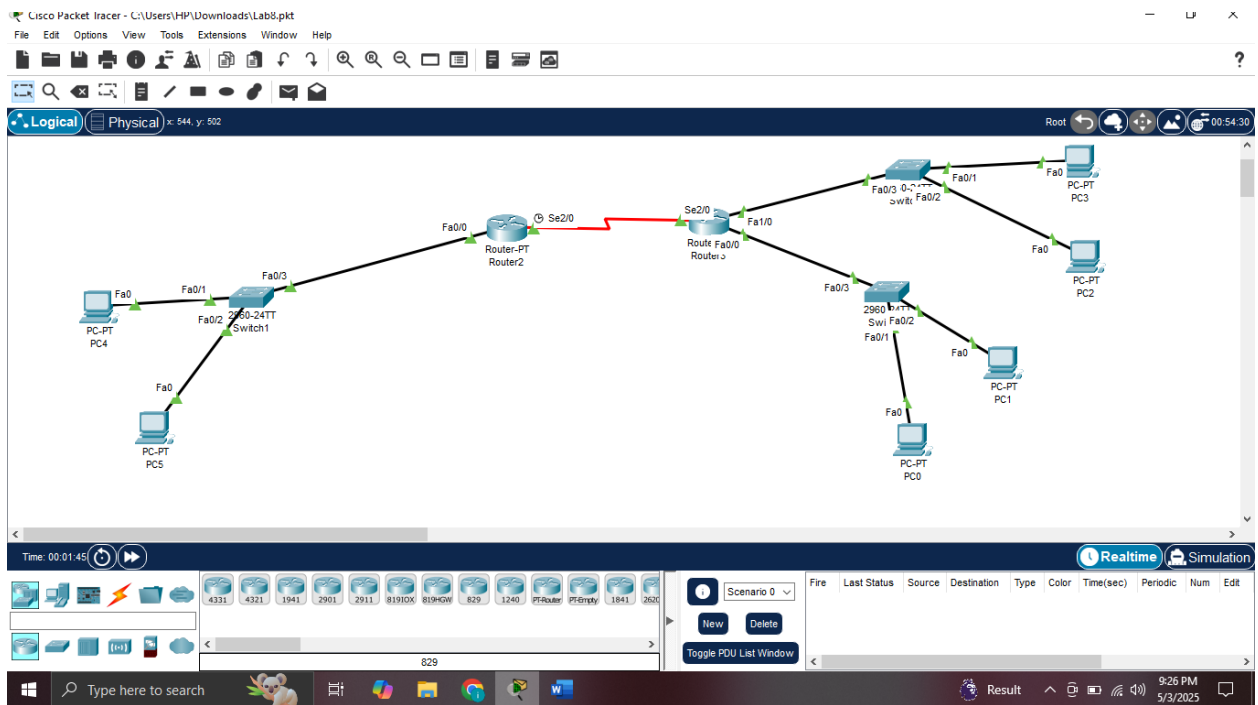 Cisco Packet Tracer - C:\Users\HP\Downloads\Lab8.pkt
File Edit Options View Tools Extensions Window Help
Logical Physical x: 544, y: 502 Root 00:54:30
Fa0/1
Fa0
PC-PT
PC3
Fa0/3
Fa0/2
Fa0
PC-PT
PC2
Se2/0
Fa1/0
Fa0/0
Se2/0
Fa0/0
Router-PT
Router2
Fa0/3
Fa0/1
Fa0
PC-PT
PC4
Fa0/2
2960-24TT
Switch1
Fa0
PC-PT
PC5
Fa0/3
2960
Fa0/2
Fa0/1
Fa0
PC-PT
PC1
Fa0
PC-PT
PC0
Time: 00:01:45 Realtime Simulation
4331 4321 1941 2901 2911 819IOX 819HGW 829 1240 PT-Router PT-Empty 1841 2620
829
Scenario 0
New Delete
Toggle PDU List Window
Fire Last Status Source Destination Type Color Time(sec) Periodic Num Edit
Type here to search
Result
9:26 PM
5/3/2025